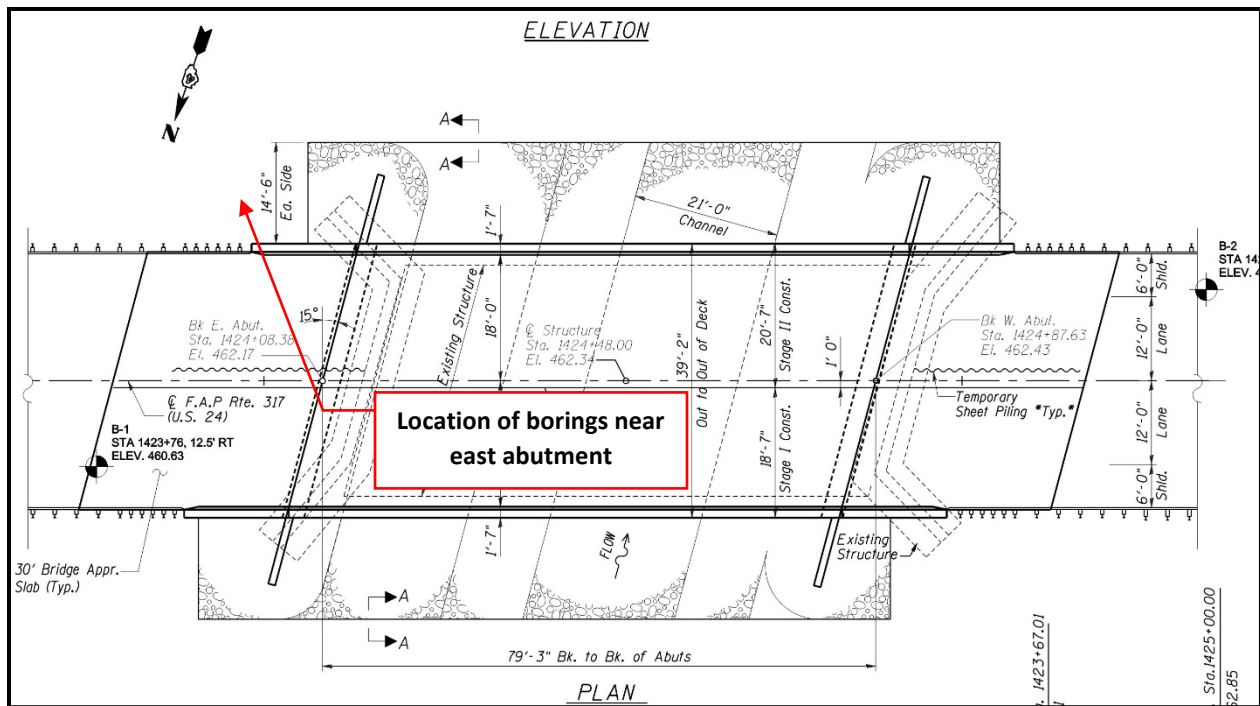 ELEVATION
N
A
A
14'-6"
Ea. Side
1'-7"
21'-0"
Channel
B-2
STA 142
ELEV. 4
6'-0"
Shld.
12'-0"
Lane
12'-0"
Lane
6'-0"
Shld.
15°
18'-0"
Existing Structure
Bk E. Abut.
Sta. 1424+08.38
El. 462.17
℄ Structure
Sta. 1424+48.00
El. 462.34
39'-2"
Out to Out of Deck
20'-7"
Stage II Const.
1' 0"
Bk W. Abut.
Sta. 1424+87.63
El. 462.43
℄ F.A.P Rte. 317
(U.S. 24)
Temporary
Sheet Piling *Typ.*
B-1
STA 1423+76, 12.5' RT
ELEV. 460.63
Location of borings near
east abutment
18'-7"
Stage I Const.
1'-7"
FLOW
Existing
Structure
30' Bridge Appr.
Slab (Typ.)
A
A
79'-3" Bk. to Bk. of Abuts
PLAN
1423+67.01
Sta.1425+00.00
62.85